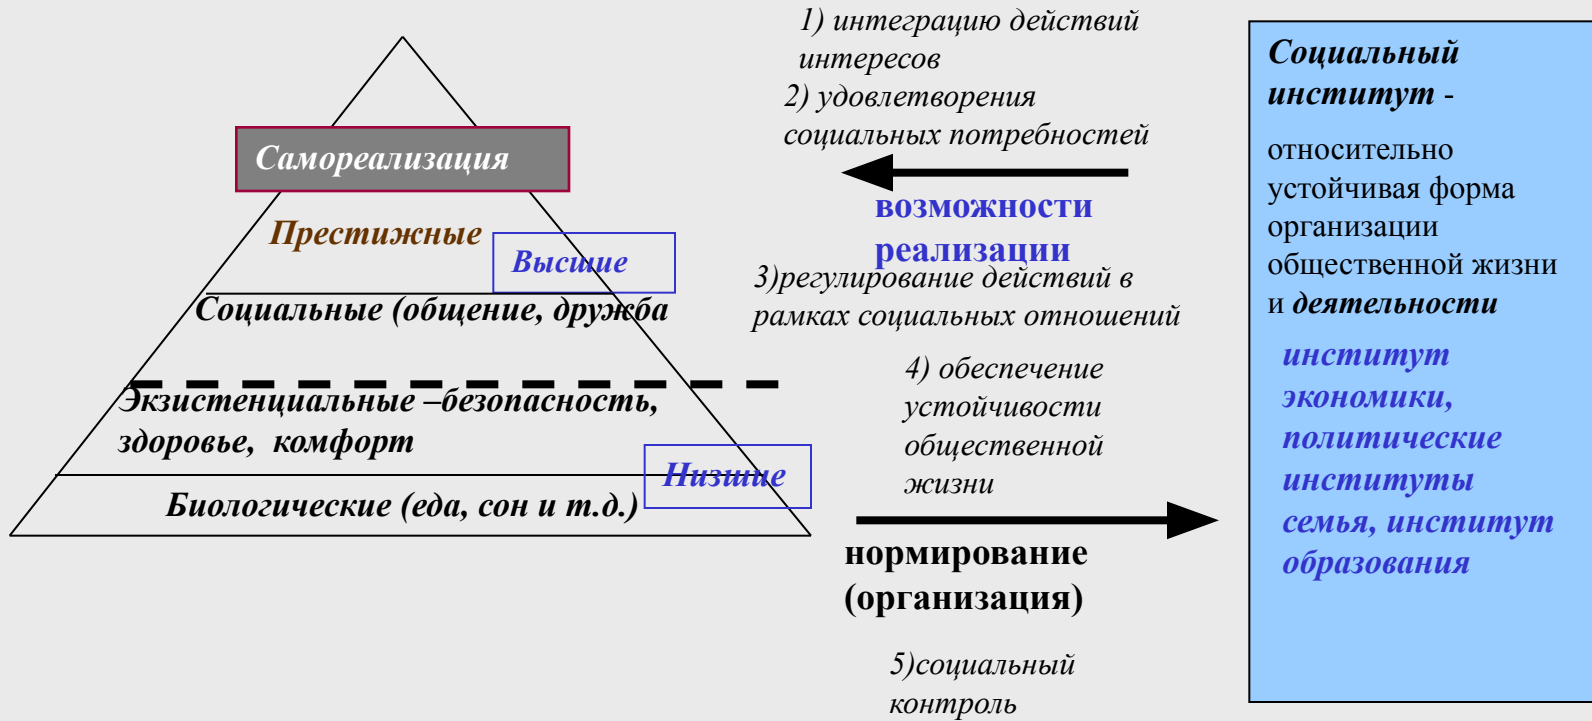 Самореализация
Престижные
Высшие
Социальные (общение, дружба
Экзистенциальные –безопасность,
здоровье,  комфорт
Низшие
Биологические (еда, сон и т.д.)
1) интеграцию действий
интересов
2) удовлетворения
социальных потребностей
возможности
реализации
3)регулирование действий в
рамках социальных отношений
4) обеспечение
устойчивости
общественной
жизни
нормирование
(организация)
5)социальный
контроль
Социальный
институт -
относительно
устойчивая форма
организации
общественной жизни
и деятельности
институт
экономики,
политические
институты
семья, институт
образования